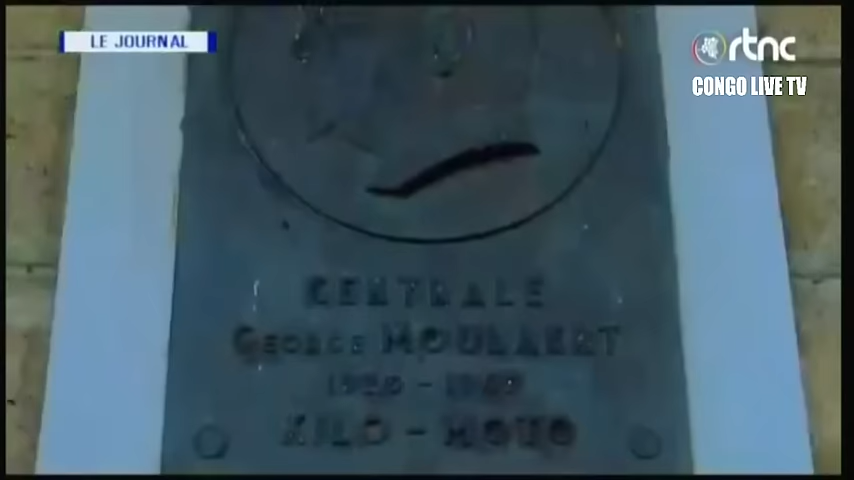 LE JOURNAL
rtnc
CONGO LIVE TV
CENTRALE
GEORGE MOULAERT
KILO - MOTO